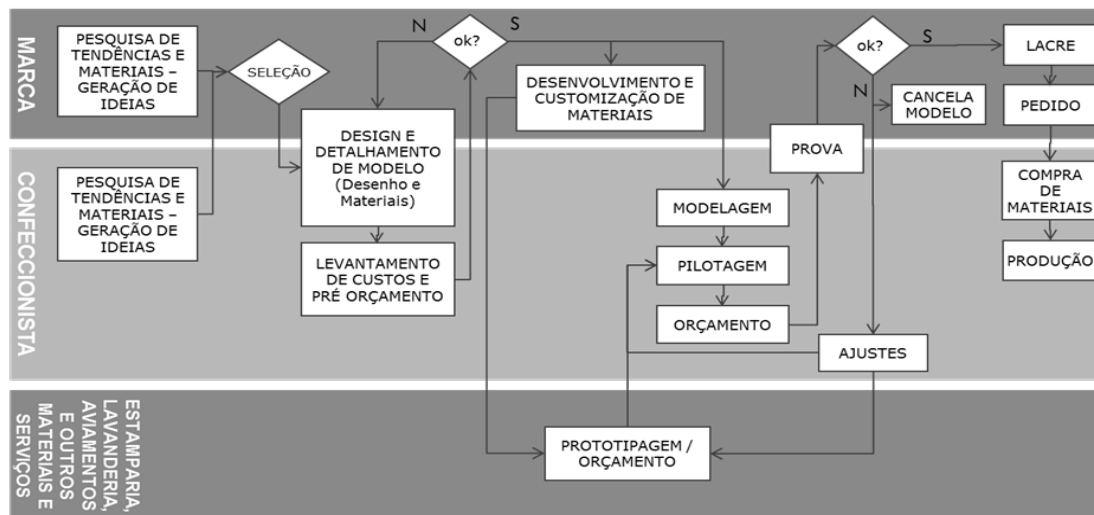 MARCA
PESQUISA DE
TENDÊNCIAS E
MATERIAIS –
GERAÇÃO DE
IDEIAS
SELEÇÃO
N
ok?
S
DESENVOLVIMENTO E
CUSTOMIZAÇÃO DE
MATERIAIS
DESIGN E
DETALHAMENTO
DE MODELO
(Desenho e
Materiais)
ok?
S
N
CANCELA
MODELO
LACRE
PEDIDO
PROVA
CONFECCIONISTA
PESQUISA DE
TENDÊNCIAS E
MATERIAIS –
GERAÇÃO DE
IDEIAS
LEVANTAMENTO
DE CUSTOS E
PRÉ ORÇAMENTO
MODELAGEM
PILOTAGEM
ORÇAMENTO
AJUSTES
COMPRA
DE
MATERIAIS
PRODUÇÃO
ESTAMPARIA,
LAVANDERIA,
AVIAMENTOS
E OUTROS
MATERIAIS E
SERVIÇOS
PROTOTIPAGEM /
ORÇAMENTO